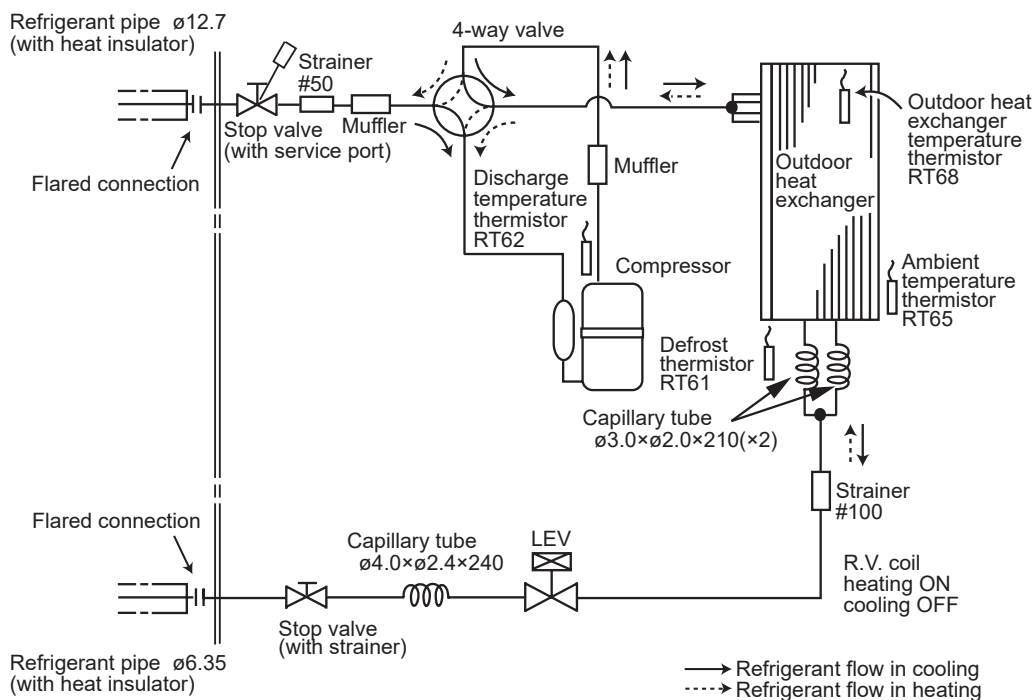 Refrigerant pipe ø12.7
(with heat insulator)
4-way valve
Strainer
#50
Stop valve
(with service port)
Muffler
Flared connection
Discharge
temperature
thermistor
RT62
Muffler
Compressor
Outdoor
heat
exchanger
Outdoor heat
exchanger
temperature
thermistor
RT68
Ambient
temperature
thermistor
RT65
Defrost
thermistor
RT61
Capillary tube
ø3.0×ø2.0×210(×2)
Strainer
#100
Flared connection
Capillary tube
ø4.0×ø2.4×240
LEV
R.V. coil
heating ON
cooling OFF
Stop valve
(with strainer)
Refrigerant pipe ø6.35
(with heat insulator)
Refrigerant flow in cooling
Refrigerant flow in heating